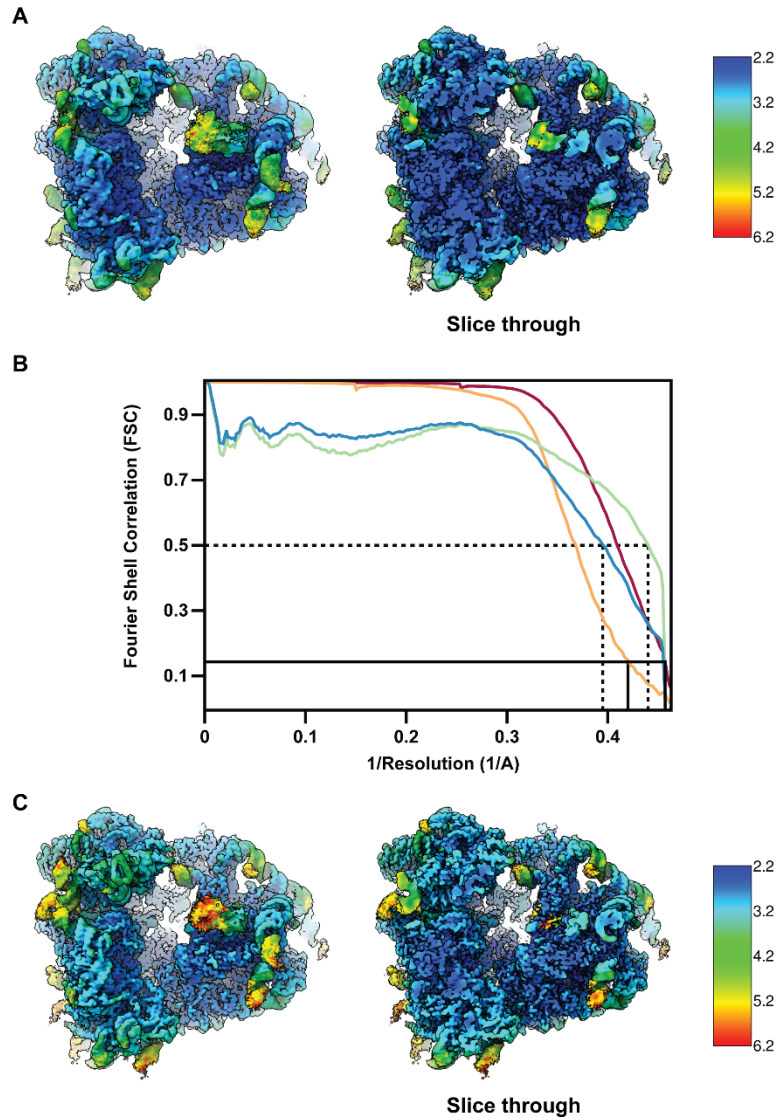 A
2.2
3.2
4.2
5.2
6.2
Slice through
B
Fourier Shell Correlation (FSC)
0.9
0.7
0.5
0.3
0.1
0
0.1
0.2
0.3
0.4
1/Resolution (1/A)
C
2.2
3.2
4.2
5.2
6.2
Slice through